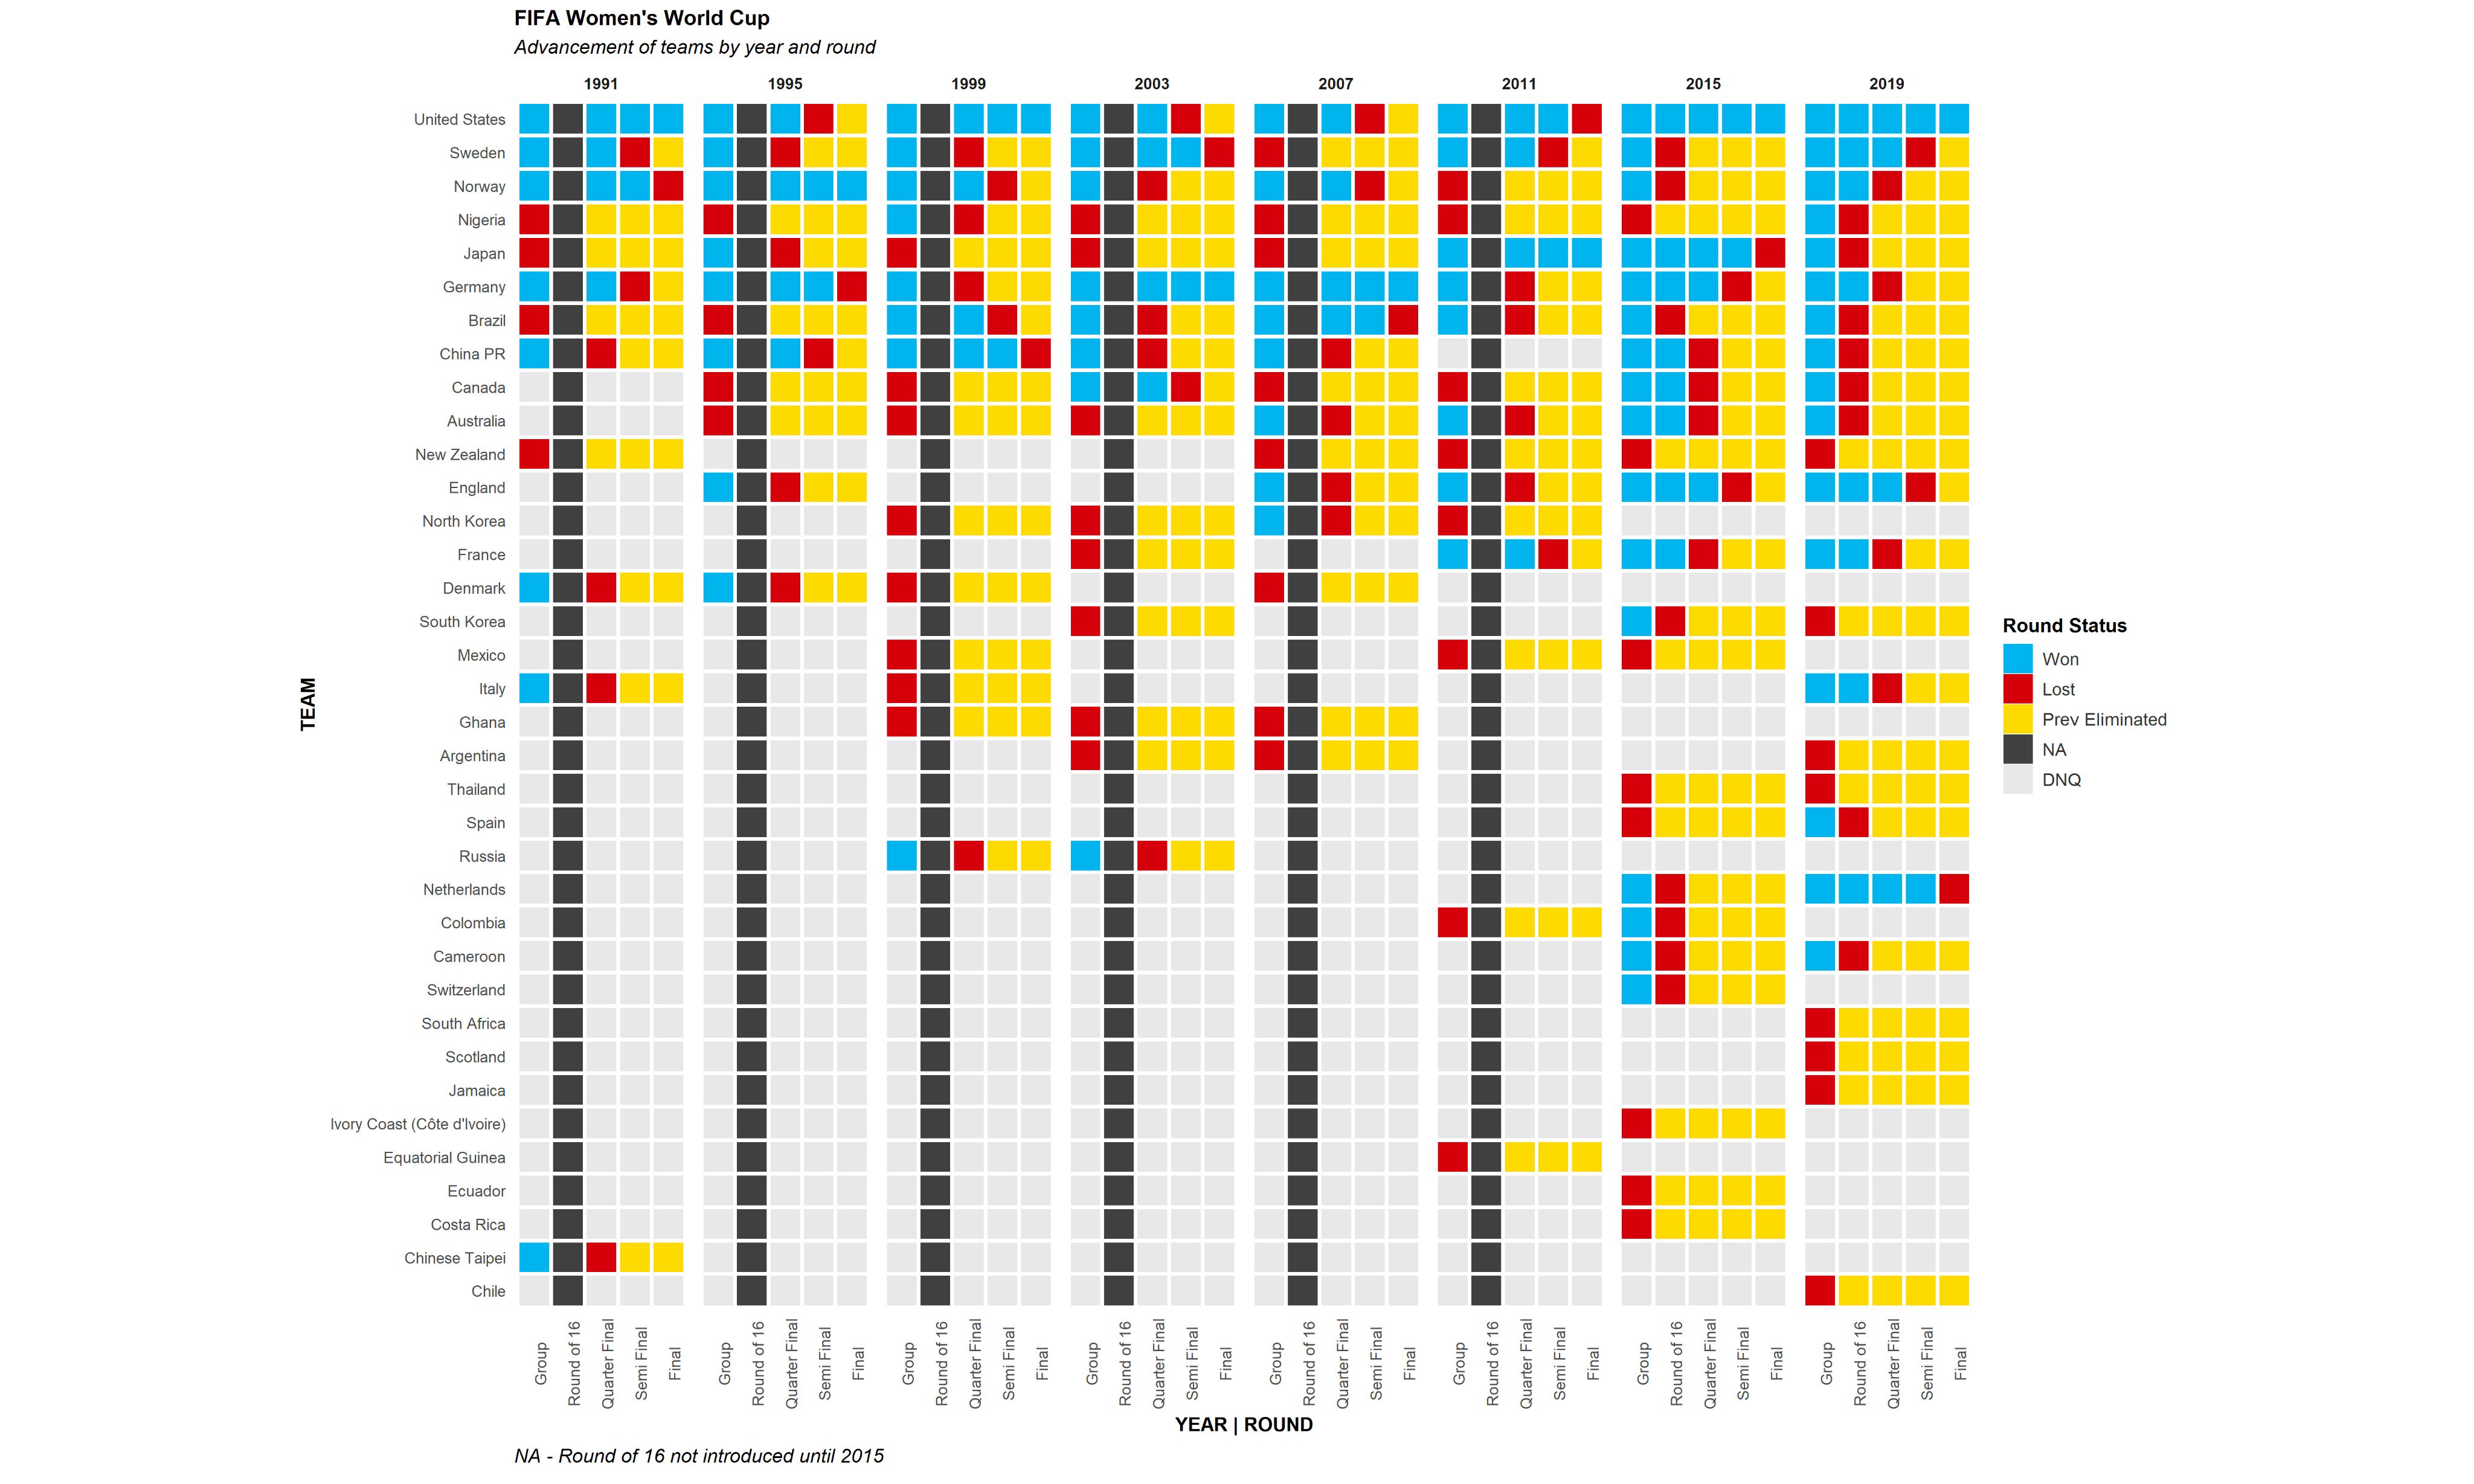 FIFA Women's World Cup
Advancement of teams by year and round
1991 1995 1999 2003 2007 2011 2015 2019
United States
Sweden
Norway
Nigeria
Japan
Germany
Brazil
China PR
Canada
Australia
New Zealand
England
North Korea
France
Denmark
South Korea
Mexico
Italy
Ghana
Argentina
Thailand
Spain
Russia
Netherlands
Colombia
Cameroon
Switzerland
South Africa
Scotland
Jamaica
Ivory Coast (Côte d'Ivoire)
Equatorial Guinea
Ecuador
Costa Rica
Chinese Taipei
Chile
TEAM
Round Status
Won
Lost
Prev Eliminated
NA
DNQ
Group Round of 16 Quarter Final Semi Final Final Group Round of 16 Quarter Final Semi Final Final Group Round of 16 Quarter Final Semi Final Final Group Round of 16 Quarter Final Semi Final Final Group Round of 16 Quarter Final Semi Final Final Group Round of 16 Quarter Final Semi Final Final Group Round of 16 Quarter Final Semi Final Final Group Round of 16 Quarter Final Semi Final Final
YEAR | ROUND
NA - Round of 16 not introduced until 2015